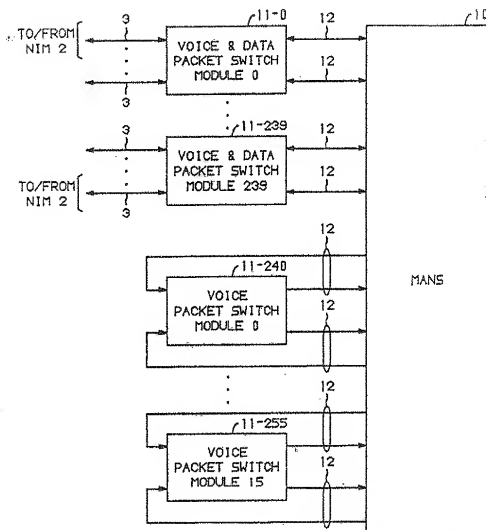 10
TO/FROM
NIM 2
3
3
11-0
VOICE & DATA
PACKET SWITCH
MODULE 0
12
12
3
3
TO/FROM
NIM 2
11-239
VOICE & DATA
PACKET SWITCH
MODULE 239
12
12
MANS
11-240
VOICE
PACKET SWITCH
MODULE 0
12
12
11-255
VOICE
PACKET SWITCH
MODULE 15
12
12